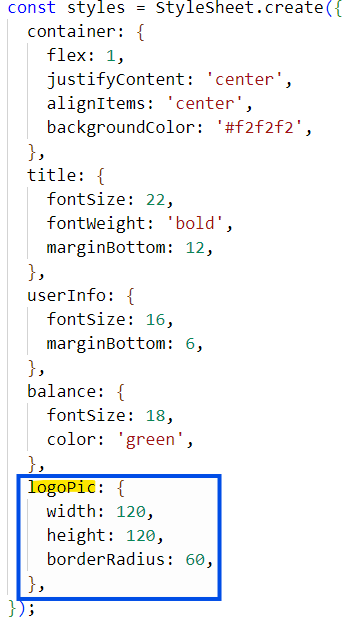 const styles = StyleSheet.create({
  container: {
    flex: 1,
    justifyContent: 'center',
    alignItems: 'center',
    backgroundColor: '#f2f2f2',
  },
  title: {
    fontSize: 22,
    fontWeight: 'bold',
    marginBottom: 12,
  },
  userInfo: {
    fontSize: 16,
    marginBottom: 6,
  },
  balance: {
    fontSize: 18,
    color: 'green',
  },
  logoPic: {
    width: 120,
    height: 120,
    borderRadius: 60,
  },
});